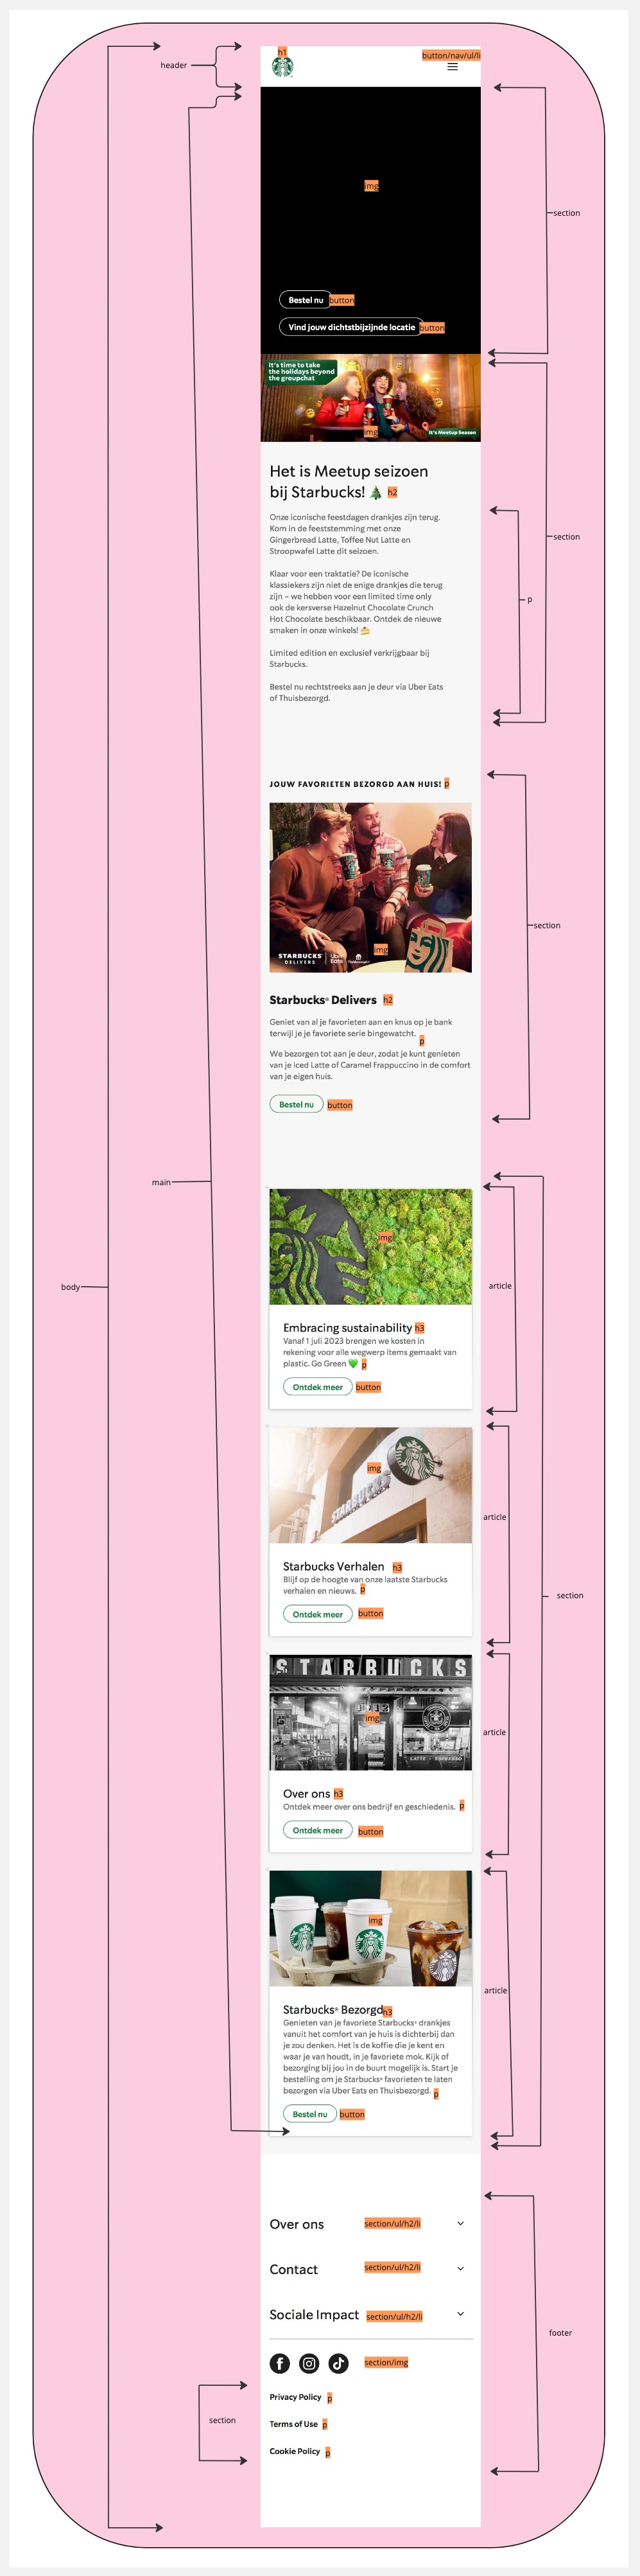 h1
button/nav/ul/li
header
img
section
Bestel nu
button
Vind jouw dichtstbijzijnde locatie
button
It's time to take
the holidays beyond
the groupchat
img
It's Meetup Season
Het is Meetup seizoen
bij Starbucks! 🎄 h2
section
Onze iconische feestdagen drankjes zijn terug.
Kom in de feeststemming met onze
Gingerbread Latte, Toffee Nut Latte en
Stroopwafel Latte dit seizoen.
Klaar voor een traktatie? De iconische
klassiekers zijn niet de enige drankjes die terug
zijn – we hebben voor een limited time only
ook de kersverse Hazelnut Chocolate Crunch
Hot Chocolate beschikbaar. Ontdek de nieuwe
smaken in onze winkels! 🍰
p
Limited edition en exclusief verkrijgbaar bij
Starbucks.
Bestel nu rechtstreeks aan je deur via Uber Eats
of Thuisbezorgd.
JOUW FAVORIETEN BEZORGD AAN HUIS! p
section
img
STARBUCKS
DELIVERS
Uber
Eats
Starbucks® Delivers h2
Geniet van al je favorieten aan en knus op je bank
terwijl je je favoriete serie bingewatcht.
p
We bezorgen tot aan je deur, zodat je kunt genieten
van je Iced Latte of Caramel Frappuccino in de comfort
van je eigen huis.
Bestel nu
button
main
body
img
article
Embracing sustainability h3
Vanaf 1 juli 2023 brengen we kosten in
rekening voor alle wegwerp items gemaakt van
plastic. Go Green 💚 p
Ontdek meer
button
img
STARBUCKS
article
Starbucks Verhalen h3
Blijf op de hoogte van onze laatste Starbucks
verhalen en nieuws. p
Ontdek meer
button
section
STARBUCKS
img
article
Over ons h3
Ontdek meer over ons bedrijf en geschiedenis. p
Ontdek meer
button
img
article
Starbucks® Bezorgd h3
Genieten van je favoriete Starbucks® drankjes
vanuit het comfort van je huis is dichterbij dan
je zou denken. Het is de koffie die je kent en
waar je van houdt, in je favoriete mok. Kijk of
bezorging bij jou in de buurt mogelijk is. Start je
bestelling om je Starbucks® favorieten te laten
bezorgen via Uber Eats en Thuisbezorgd. p
Bestel nu
button
Over ons
section/ul/h2/li
Contact
section/ul/h2/li
Sociale Impact
section/ul/h2/li
footer
section/img
Privacy Policy p
section
Terms of Use p
Cookie Policy p